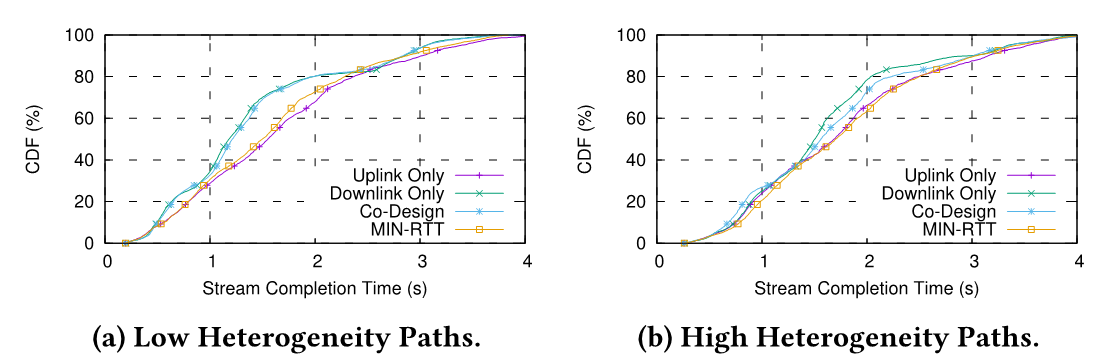 100
80
60
40
20
0
CDF (%)
0 1 2 3 4
Stream Completion Time (s)
Uplink Only
Downlink Only
Co-Design
MIN-RTT
(a) Low Heterogeneity Paths.
100
80
60
40
20
0
CDF (%)
0 1 2 3 4
Stream Completion Time (s)
Uplink Only
Downlink Only
Co-Design
MIN-RTT
(b) High Heterogeneity Paths.